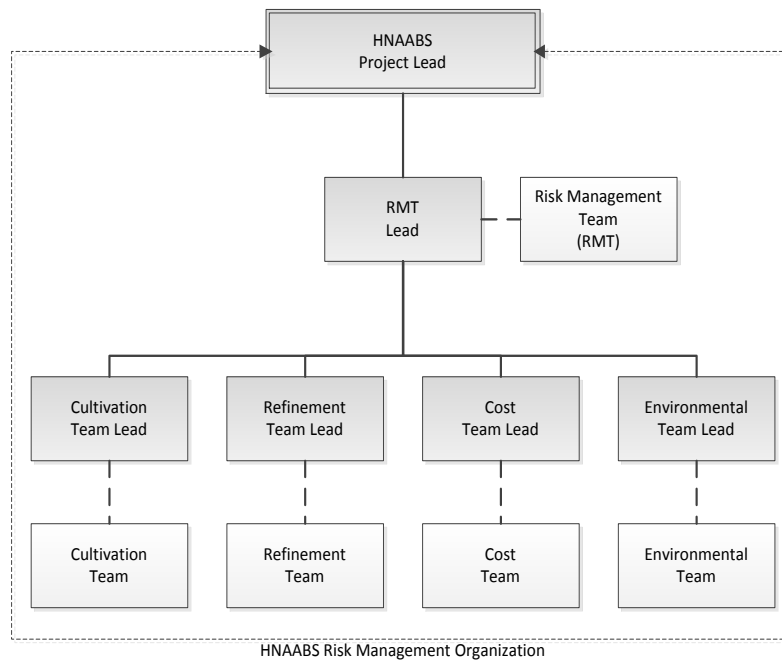 HNAABS
Project Lead
RMT
Lead
Risk Management
Team
(RMT)
Cultivation
Team Lead
Refinement
Team Lead
Cost
Team Lead
Environmental
Team Lead
Cultivation
Team
Refinement
Team
Cost
Team
Environmental
Team
HNAABS Risk Management Organization